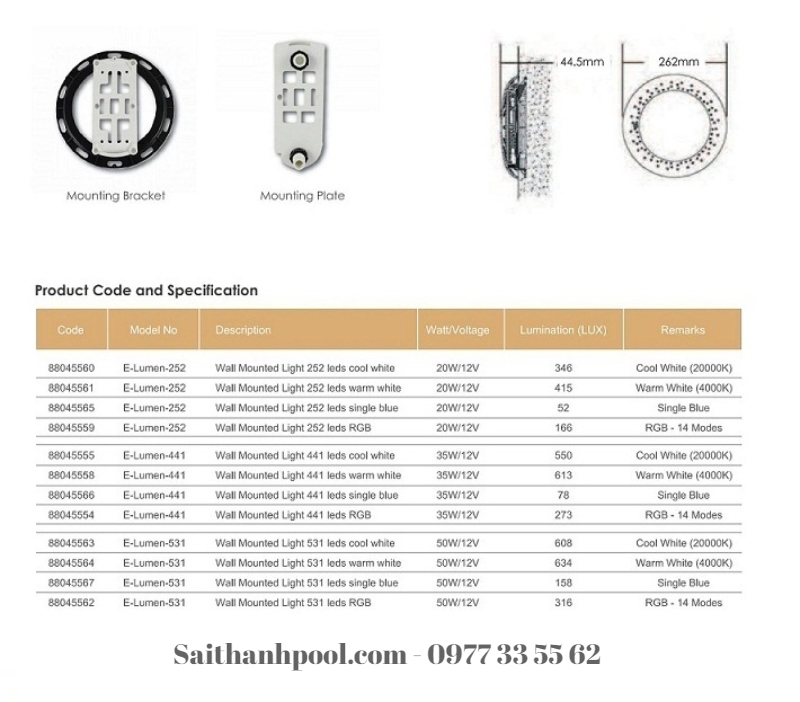 44.5mm 262mm
Mounting Bracket Mounting Plate
Product Code and Specification
Code Model No Description Watt/Voltage Lumination (LUX) Remarks
88045560 E-Lumen-252 Wall Mounted Light 252 leds cool white 20W/12V 346 Cool White (20000K)
88045561 E-Lumen-252 Wall Mounted Light 252 leds warm white 20W/12V 415 Warm White (4000K)
88045565 E-Lumen-252 Wall Mounted Light 252 leds single blue 20W/12V 52 Single Blue
88045559 E-Lumen-252 Wall Mounted Light 252 leds RGB 20W/12V 166 RGB - 14 Modes
88045555 E-Lumen-441 Wall Mounted Light 441 leds cool white 35W/12V 550 Cool White (20000K)
88045558 E-Lumen-441 Wall Mounted Light 441 leds warm white 35W/12V 613 Warm White (4000K)
88045566 E-Lumen-441 Wall Mounted Light 441 leds single blue 35W/12V 78 Single Blue
88045554 E-Lumen-441 Wall Mounted Light 441 leds RGB 35W/12V 273 RGB - 14 Modes
88045563 E-Lumen-531 Wall Mounted Light 531 leds cool white 50W/12V 608 Cool White (20000K)
88045564 E-Lumen-531 Wall Mounted Light 531 leds warm white 50W/12V 634 Warm White (4000K)
88045567 E-Lumen-531 Wall Mounted Light 531 leds single blue 50W/12V 158 Single Blue
88045562 E-Lumen-531 Wall Mounted Light 531 leds RGB 50W/12V 316 RGB - 14 Modes
Saithanhpool.com - 0977 33 55 62